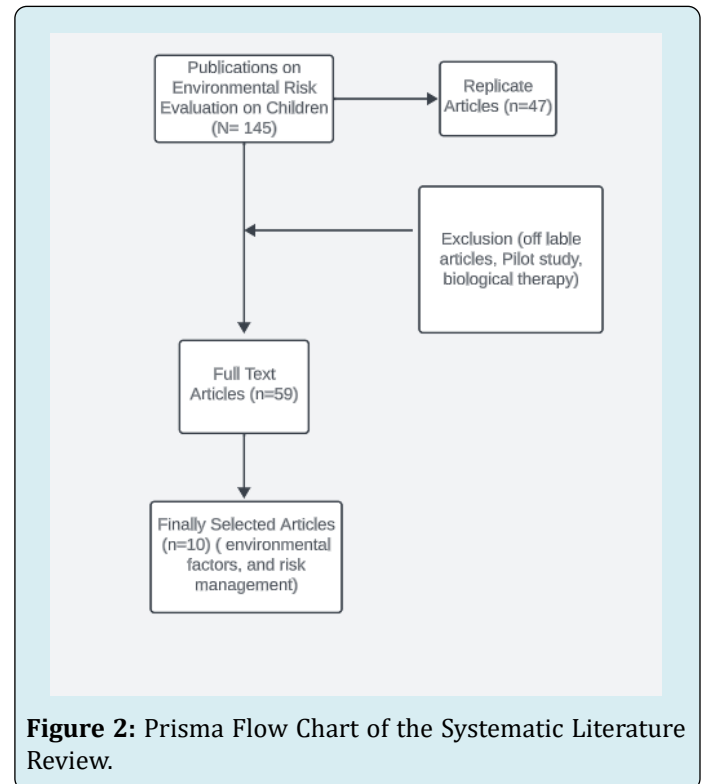 Publications on
Environmental Risk
Evaluation on Children
(N= 145)
Replicate
Articles (n=47)
Exclusion (off lable
articles, Pilot study,
biological therapy)
Full Text
Articles (n=59)
Finally Selected Articles
(n=10) ( environmental
factors, and risk
management)
Figure 2: Prisma Flow Chart of the Systematic Literature
Review.